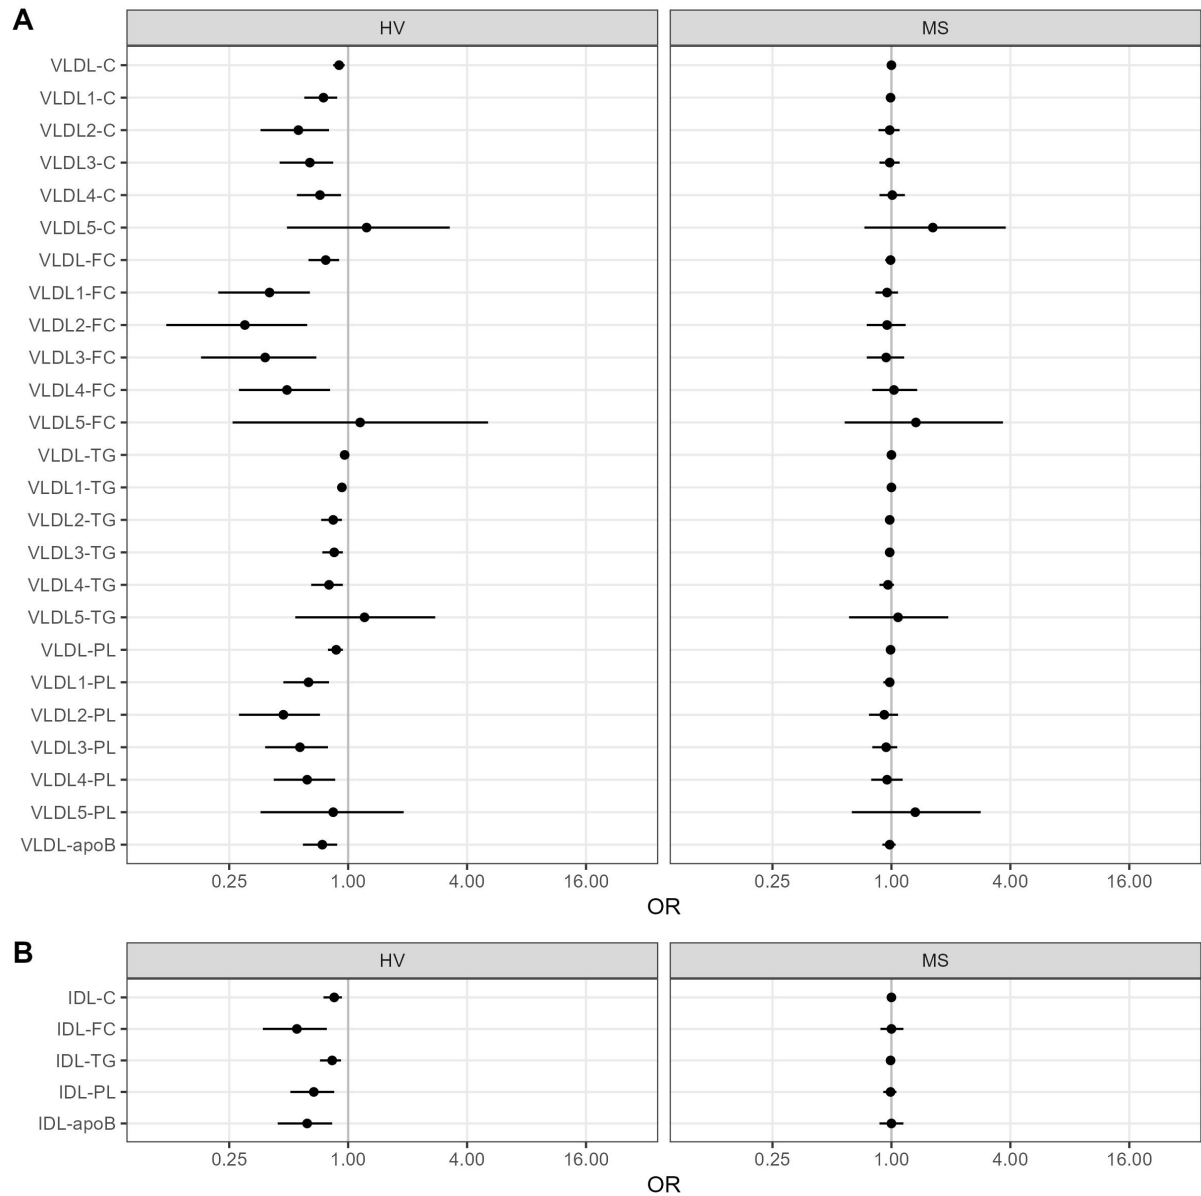 A
HV MS
VLDL-C
VLDL1-C
VLDL2-C
VLDL3-C
VLDL4-C
VLDL5-C
VLDL-FC
VLDL1-FC
VLDL2-FC
VLDL3-FC
VLDL4-FC
VLDL5-FC
VLDL-TG
VLDL1-TG
VLDL2-TG
VLDL3-TG
VLDL4-TG
VLDL5-TG
VLDL-PL
VLDL1-PL
VLDL2-PL
VLDL3-PL
VLDL4-PL
VLDL5-PL
VLDL-apoB
0.25 1.00 4.00 16.00 0.25 1.00 4.00 16.00
OR
B
HV MS
IDL-C
IDL-FC
IDL-TG
IDL-PL
IDL-apoB
0.25 1.00 4.00 16.00 0.25 1.00 4.00 16.00
OR